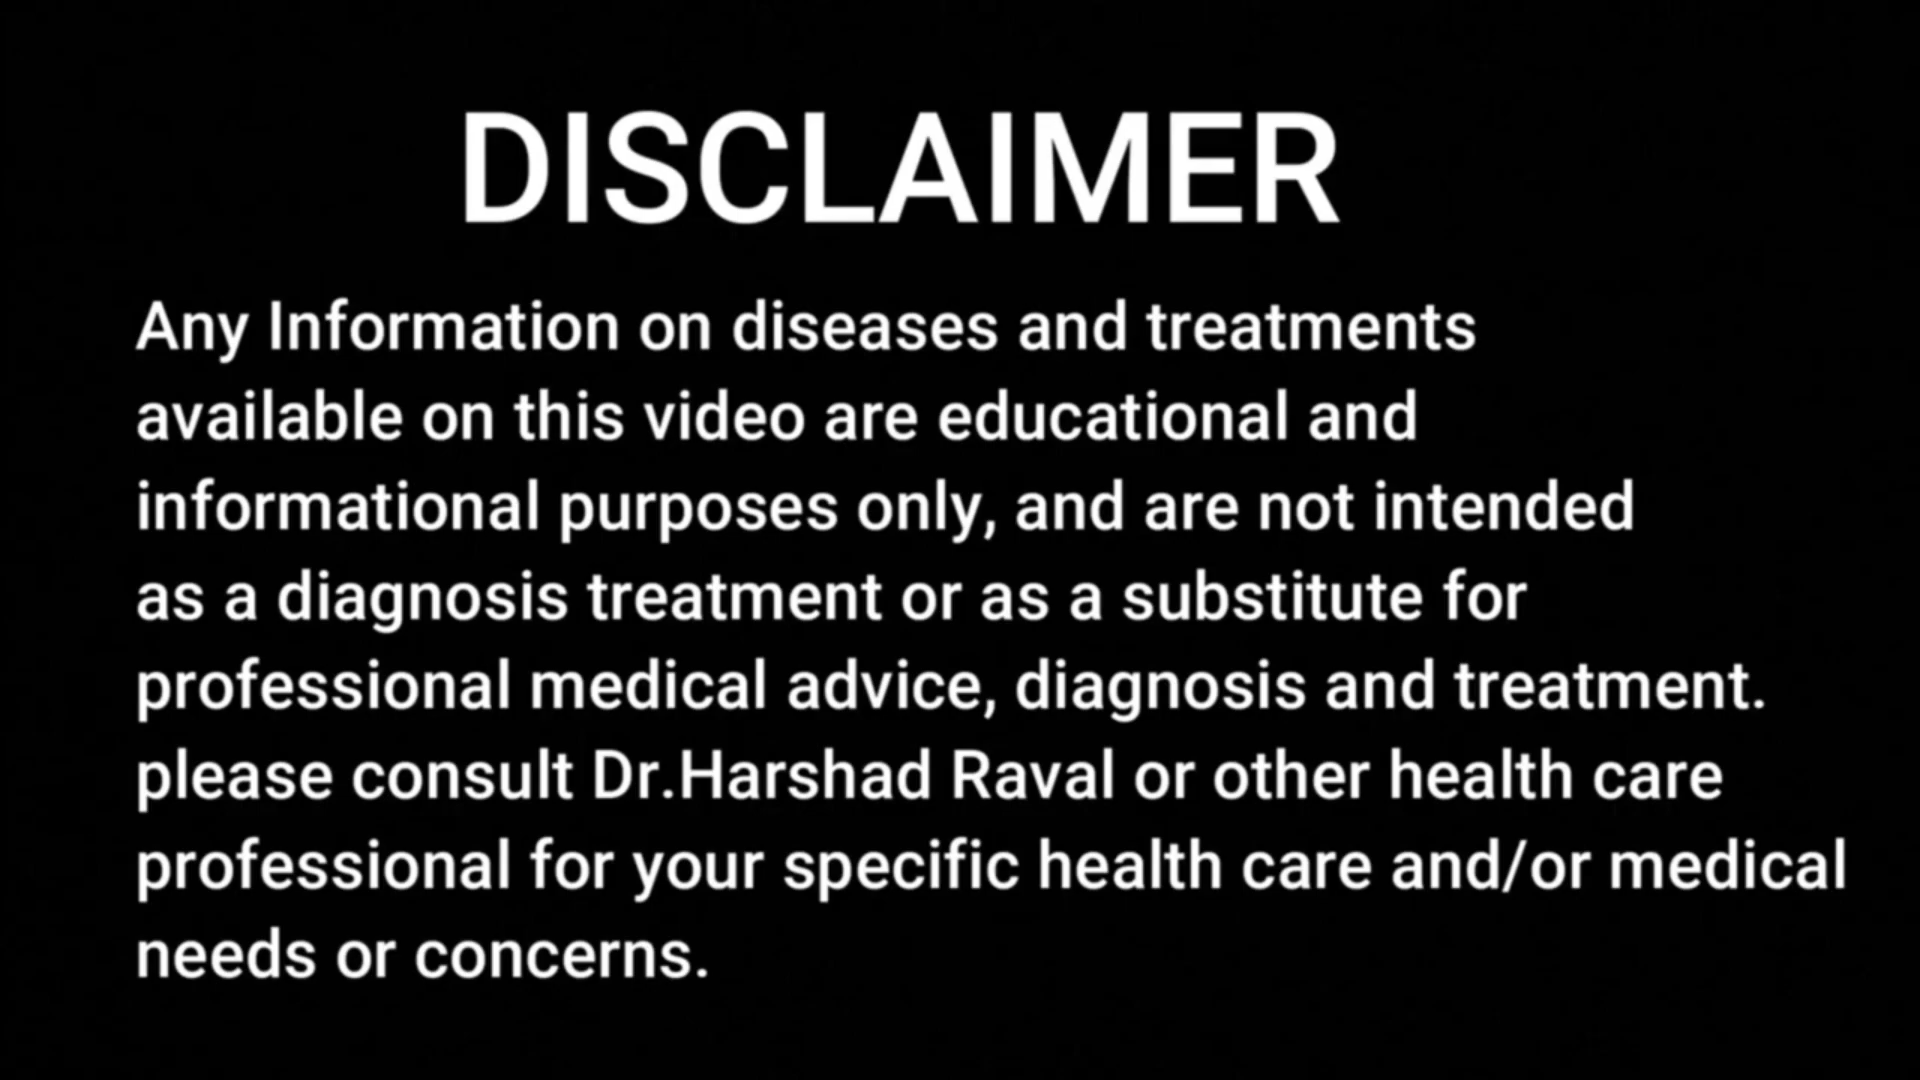 DISCLAIMER
Any Information on diseases and treatments
available on this video are educational and
informational purposes only, and are not intended
as a diagnosis treatment or as a substitute for
professional medical advice, diagnosis and treatment.
please consult Dr.Harshad Raval or other health care
professional for your specific health care and/or medical
needs or concerns.